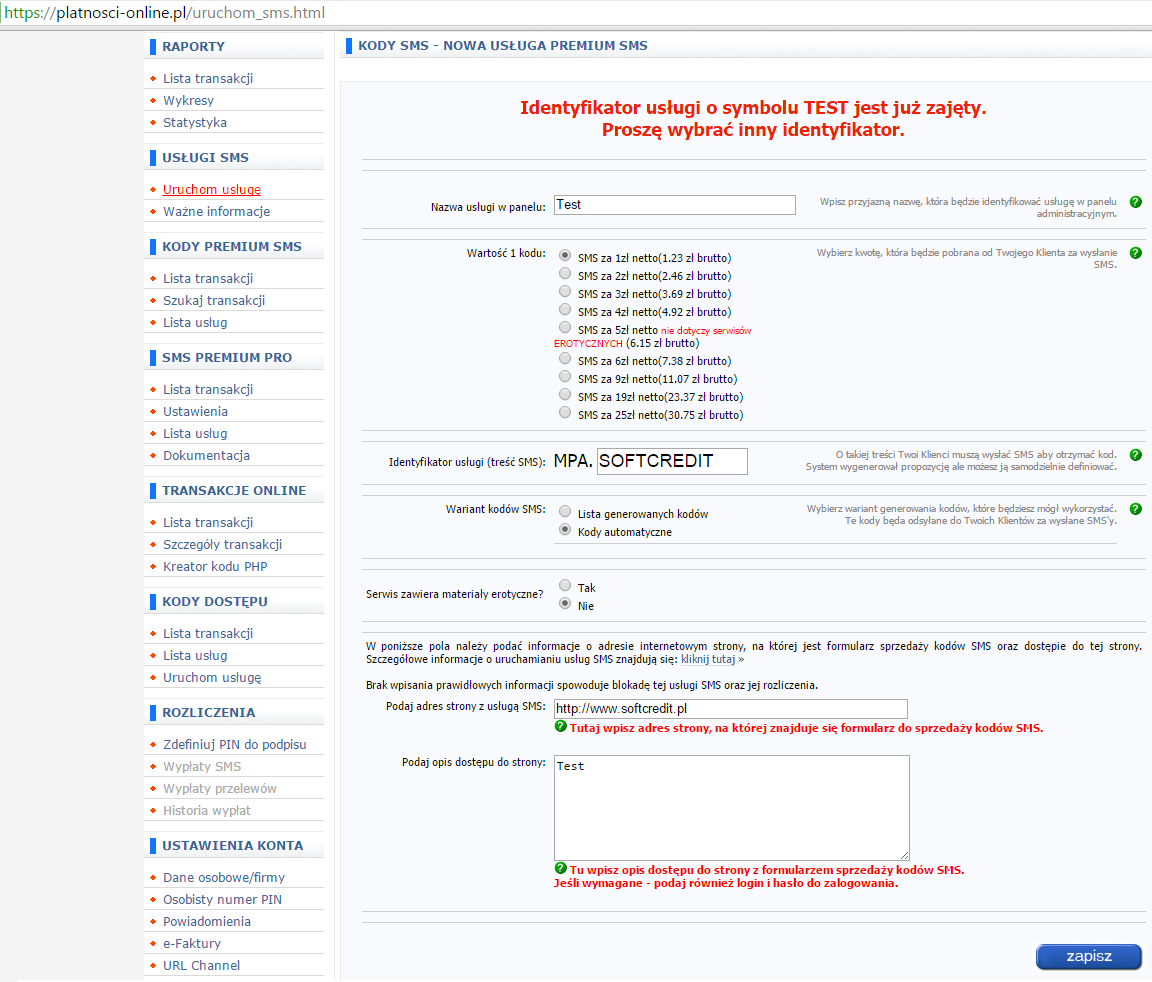 https://platnosci-online.pl/uruchom_sms.html
RAPORTY
Lista transakcji
Wykresy
Statystyka
USŁUGI SMS
Uruchom usługę
Ważne informacje
KODY PREMIUM SMS
Lista transakcji
Szukaj transakcji
Lista usług
SMS PREMIUM PRO
Lista transakcji
Ustawienia
Lista usług
Dokumentacja
TRANSAKCJE ONLINE
Lista transakcji
Szczegóły transakcji
Kreator kodu PHP
KODY DOSTĘPU
Lista transakcji
Lista usług
Uruchom usługę
ROZLICZENIA
Zdefiniuj PIN do podpisu
Wypłaty SMS
Wypłaty przelewów
Historia wypłat
USTAWIENIA KONTA
Dane osobowe/firmy
Osobisty numer PIN
Powiadomienia
e-Faktury
URL Channel
KODY SMS - NOWA USŁUGA PREMIUM SMS
Identyfikator usługi o symbolu TEST jest już zajęty.
Proszę wybrać inny identyfikator.
Nazwa usługi w panelu:
Test
Wpisz przyjazną nazwę, która będzie identyfikować usługę w panelu
administracyjnym.
Wartość 1 kodu:
SMS za 1zł netto(1.23 zł brutto)
SMS za 2zł netto(2.46 zł brutto)
SMS za 3zł netto(3.69 zł brutto)
SMS za 4zł netto(4.92 zł brutto)
SMS za 5zł netto nie dotyczy serwisów
EROTYCZNYCH (6.15 zł brutto)
SMS za 6zł netto(7.38 zł brutto)
SMS za 9zł netto(11.07 zł brutto)
SMS za 19zł netto(23.37 zł brutto)
SMS za 25zł netto(30.75 zł brutto)
Wybierz kwotę, która będzie pobrana od Twojego Klienta za wysłanie
SMS.
Identyfikator usługi (treść SMS):
MPA. SOFTCREDIT
O takiej treści Twoi Klienci muszą wysłać SMS aby otrzymać kod.
System wygenerował propozycję ale możesz ją samodzielnie definiować.
Wariant kodów SMS:
Lista generowanych kodów
Kody automatyczne
Wybierz wariant generowania kodów, które będziesz mógł wykorzystać.
Te kody będa odsyłane do Twoich Klientów za wysłane SMS'y.
Serwis zawiera materiały erotyczne?
Tak
Nie
W poniższe pola należy podać informacje o adresie internetowym strony, na której jest formularz sprzedaży kodów SMS oraz dostępie do tej strony.
Szczegółowe informacje o uruchamianiu usług SMS znajdują się: kliknij tutaj »
Brak wpisania prawidłowych informacji spowoduje blokadę tej usługi SMS oraz jej rozliczenia.
Podaj adres strony z usługą SMS:
http://www.softcredit.pl
Tutaj wpisz adres strony, na której znajduje się formularz do sprzedaży kodów SMS.
Podaj opis dostępu do strony:
Test
Tu wpisz opis dostępu do strony z formularzem sprzedaży kodów SMS.
Jeśli wymagane - podaj również login i hasło do zalogowania.
zapisz